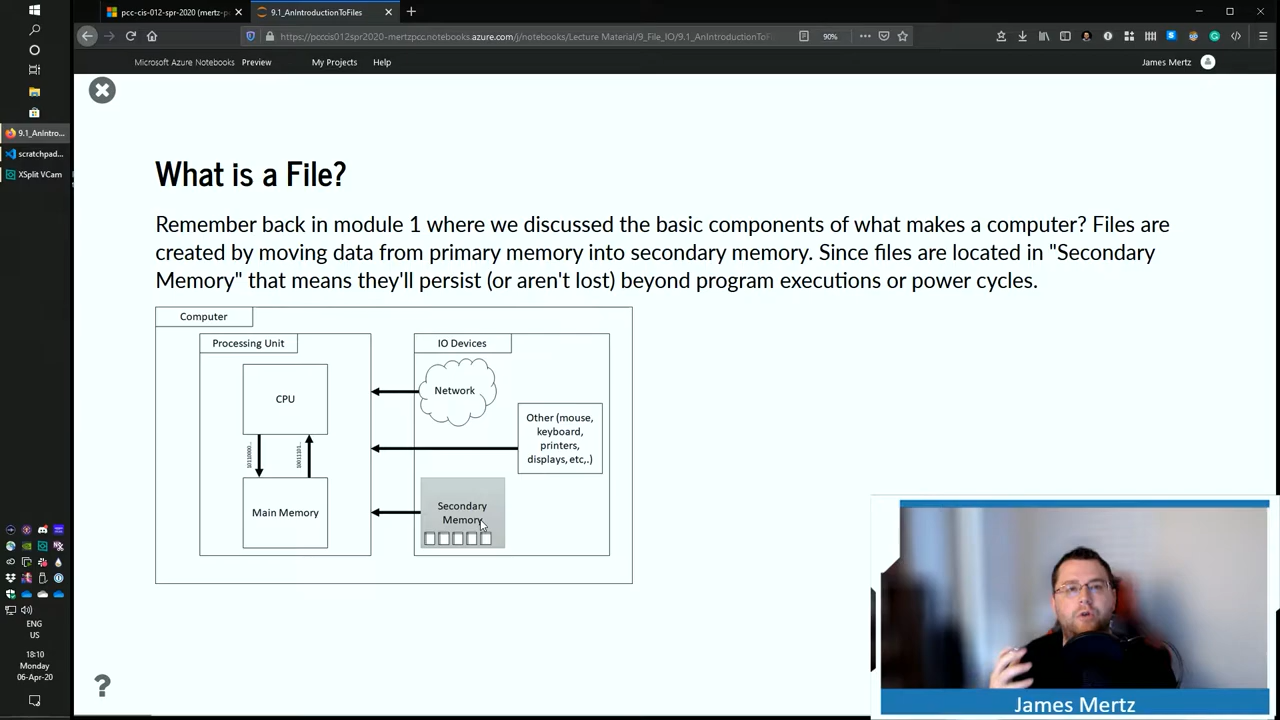 pcc-cis-012-spr-2020 (mertz-p
9.1_AnIntroductionToFiles
https://pccis012spr2020-mertzpcc.notebooks.azure.com/j/notebooks/Lecture Material/9_File_IO/9.1_AnIntroductionToF
90%
Microsoft Azure Notebooks
Preview
My Projects
Help
James Mertz
9.1_AnIntro...
scratchpad...
XSplit VCam
What is a File?
Remember back in module 1 where we discussed the basic components of what makes a computer? Files are
created by moving data from primary memory into secondary memory. Since files are located in "Secondary
Memory" that means they'll persist (or aren't lost) beyond program executions or power cycles.
Computer
Processing Unit
IO Devices
CPU
Network
Other (mouse,
keyboard,
printers,
displays, etc,.)
Main Memory
Secondary
Memory
ENG
US
18:10
Monday
06-Apr-20
?
James Mertz